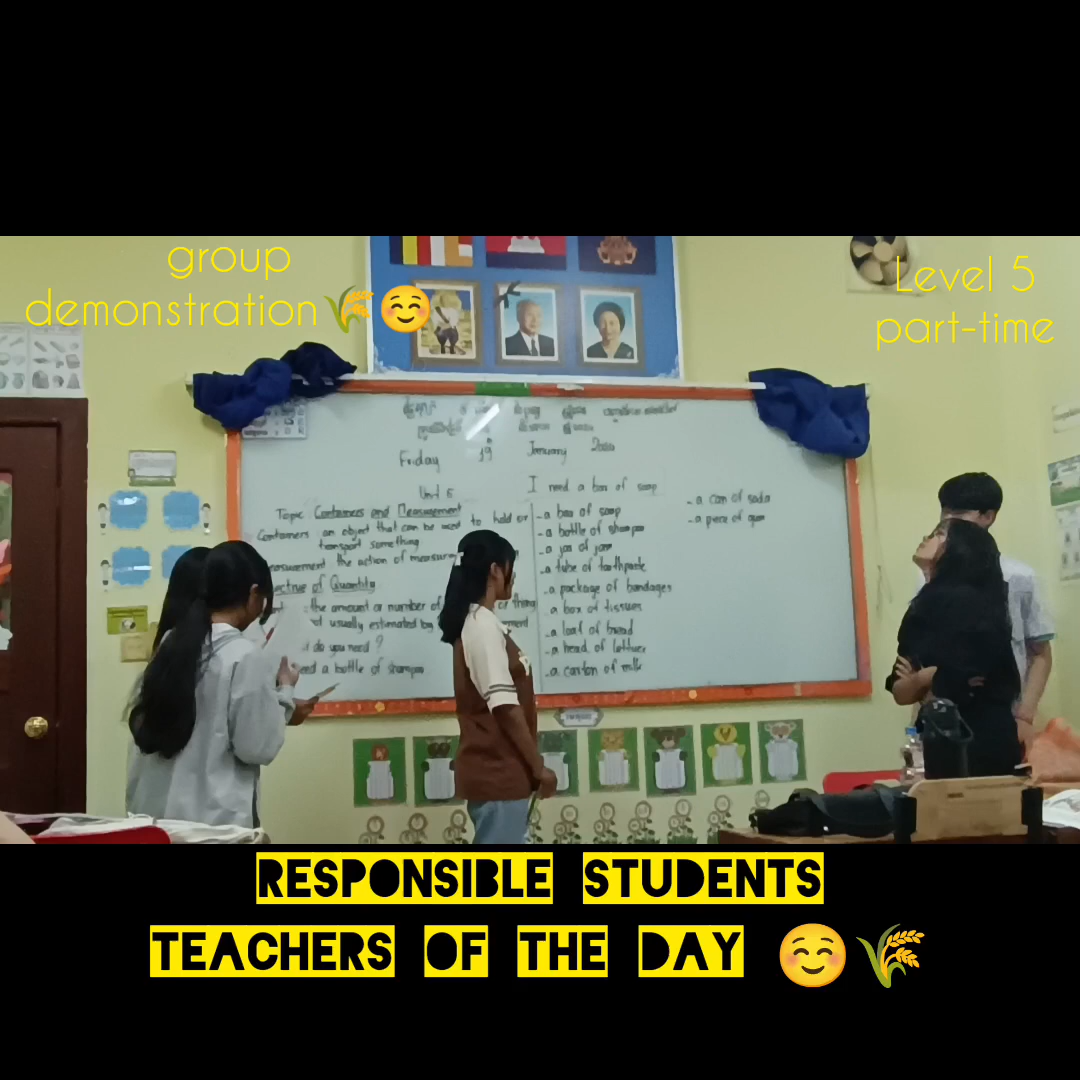 group
demonstration🌾☺️
Level 5
part-time
Friday 19 January
Unit 5
Topic Containers and Measurement
Containers an object that can be used to hold or
transport something
the action of measuring
of Quantity
the amount or number of
usually estimated by
do you need ?
a bottle of shampoo
I need a bar of soap
-a bar of soap
-a bottle of shampoo
-a jar of jam
-a tube of toothpaste
-a package of bandages
-a box of tissues
-a loaf of bread
-a head of lettuce
-a carton of milk
-a can of soda
-a piece of gum
RESPONSIBLE STUDENTS
TEACHERS OF THE DAY ☺️🌾